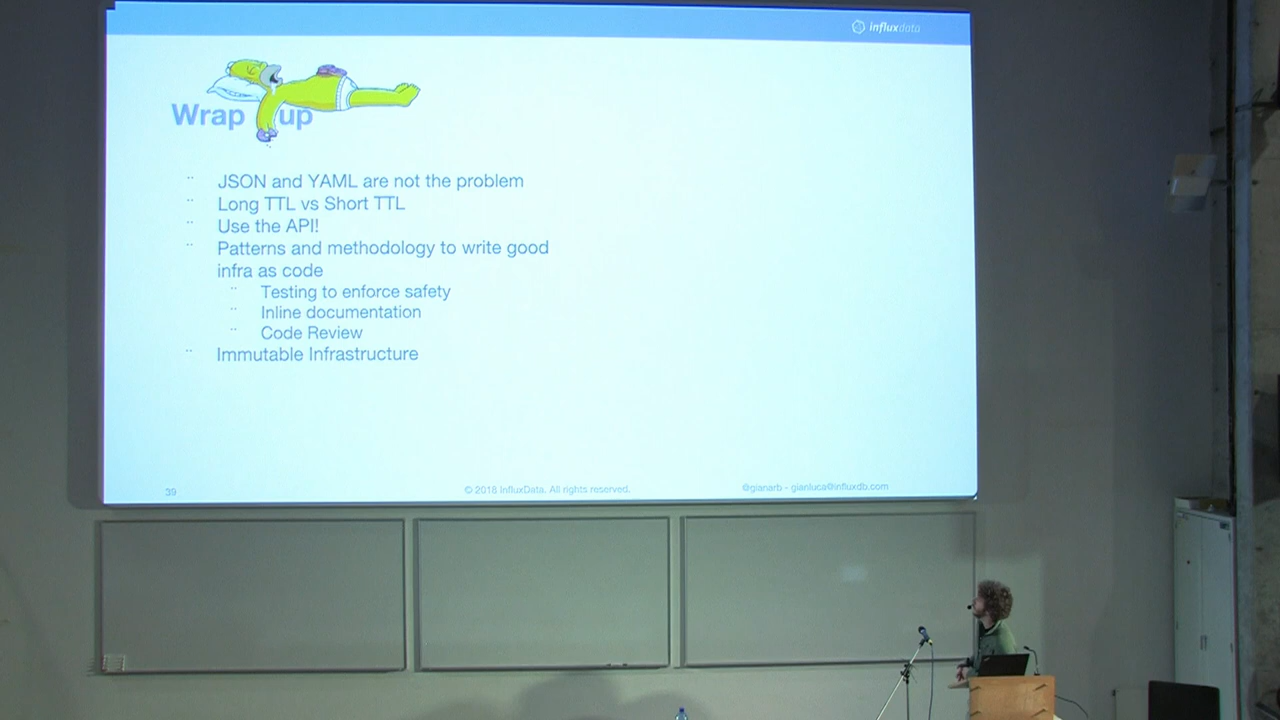 influxdata
Wrap up
JSON and YAML are not the problem
Long TTL vs Short TTL
Use the API!
Patterns and methodology to write good
infra as code
Testing to enforce safety
Inline documentation
Code Review
Immutable Infrastructure
39
© 2018 InfluxData. All rights reserved.
@gianarb - gianluca@influxdb.com